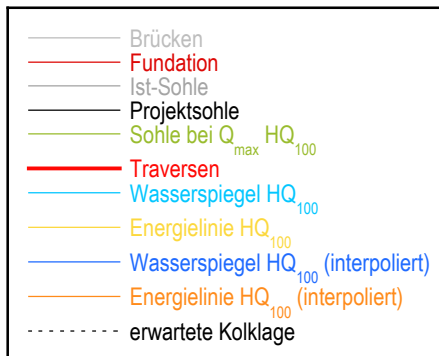 Brücken
Fundation
Ist-Sohle
Projektsohle
Sohle bei Qmax HQ100
Traversen
Wasserspiegel HQ100
Energielinie HQ100
Wasserspiegel HQ100 (interpoliert)
Energielinie HQ100 (interpoliert)
erwartete Kolklage